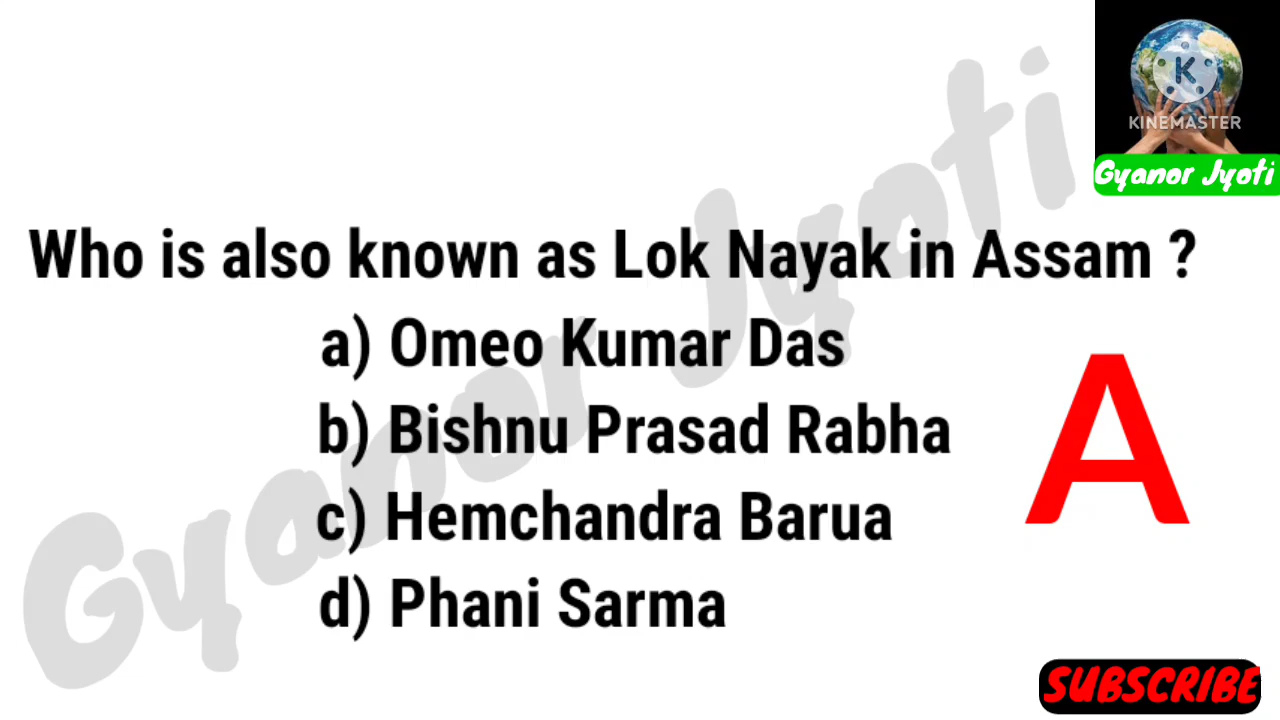 K
KINEMASTER
Gyanor Jyoti
Gyanor Jyoti
Who is also known as Lok Nayak in Assam ?
a) Omeo Kumar Das
b) Bishnu Prasad Rabha
c) Hemchandra Barua
d) Phani Sarma
A
SUBSCRIBE